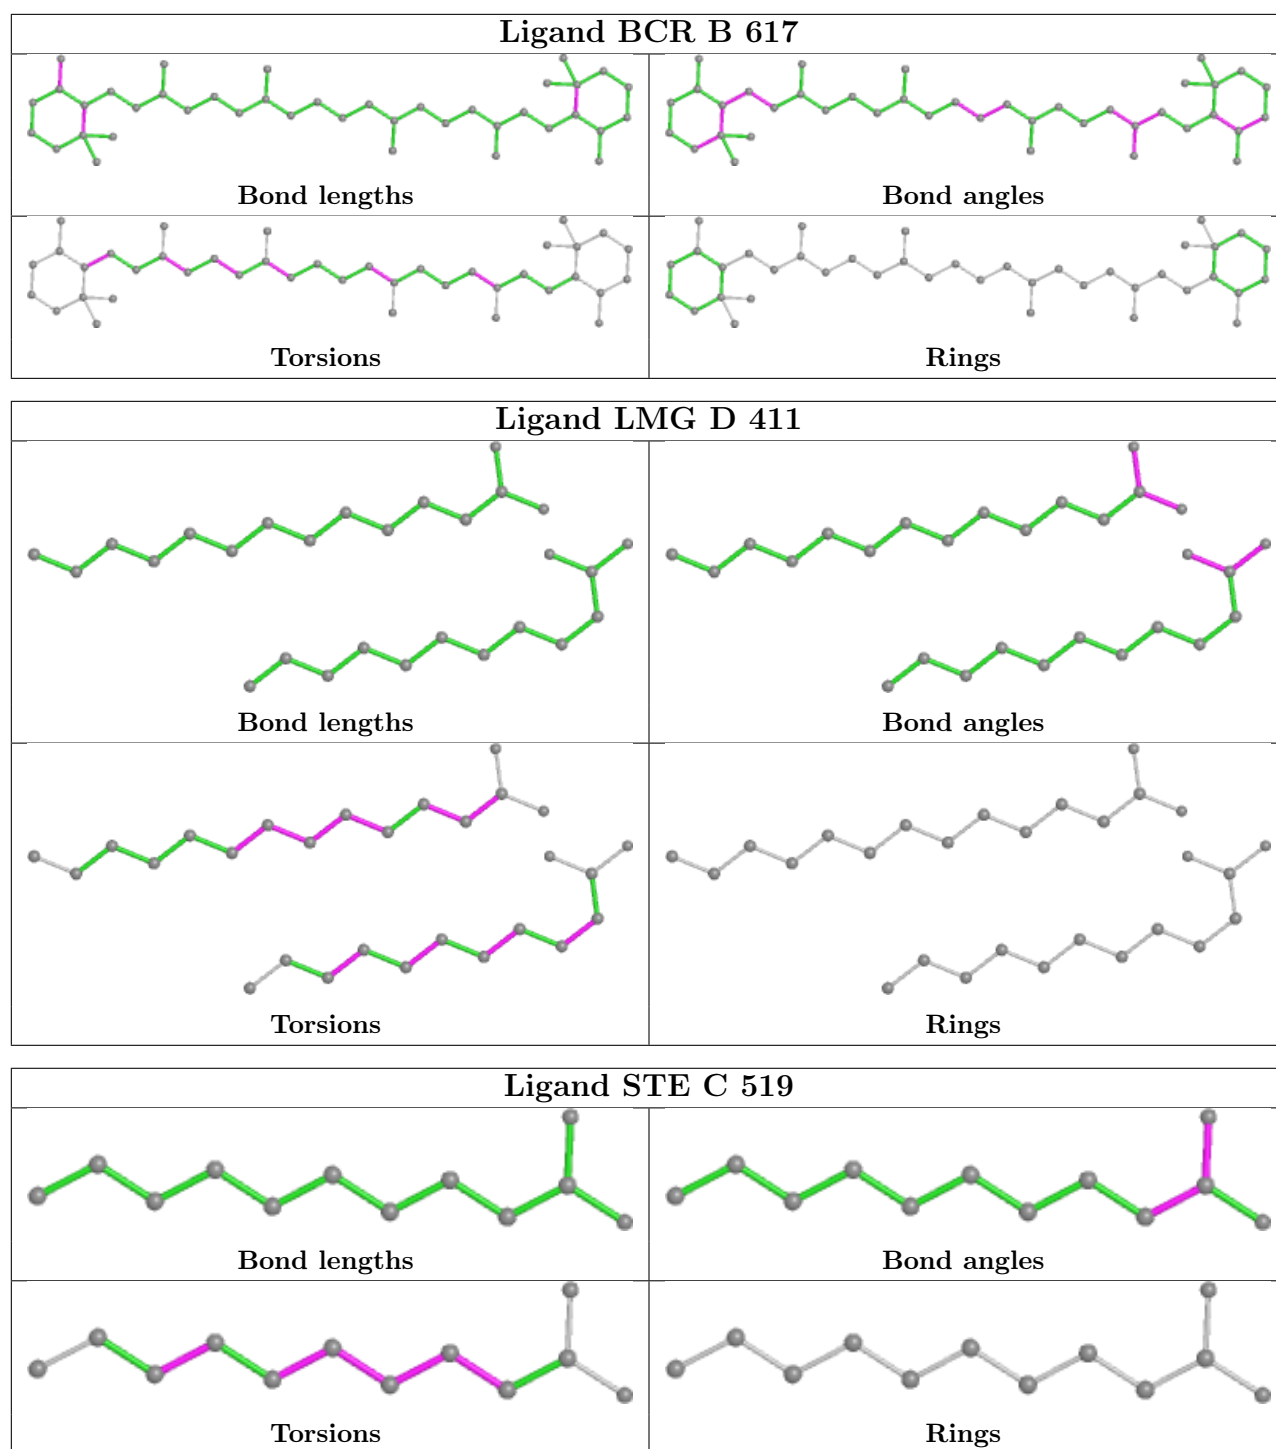 Ligand BCR B 617
Bond lengths
Bond angles
Torsions
Rings
Ligand LMG D 411
Bond lengths
Bond angles
Torsions
Rings
Ligand STE C 519
Bond lengths
Bond angles
Torsions
Rings